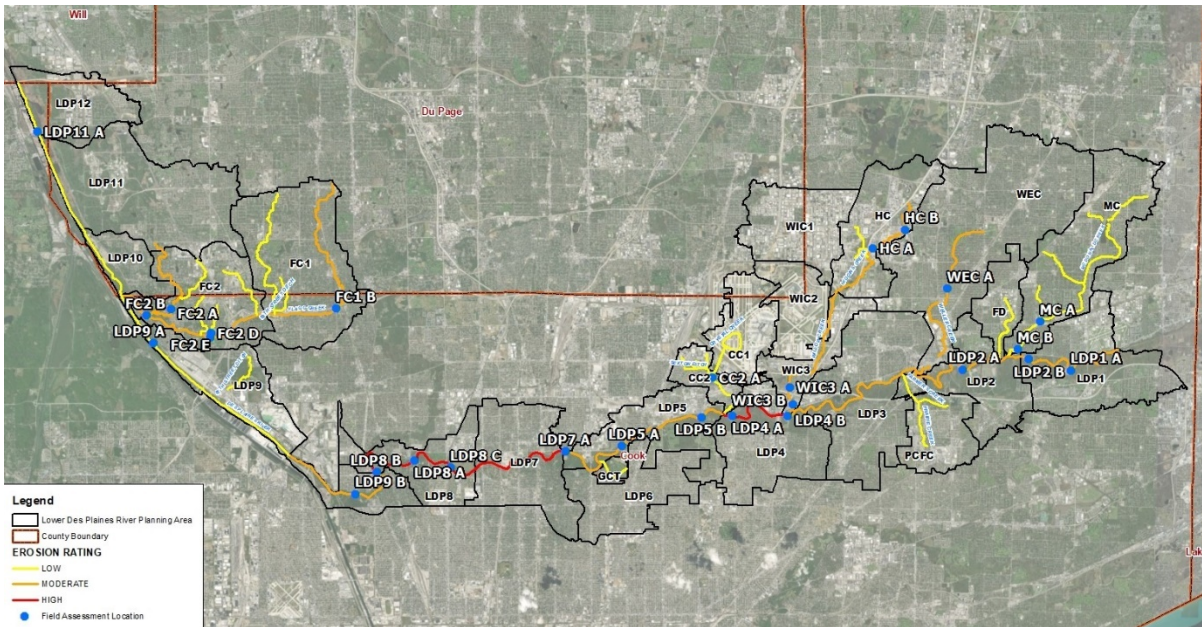 Will
Du Page
LDP12
LDP11 A
LDP11
LDP10
FC1
FC2
FC2 B
FC2 A
FC1 B
LDP9 A
FC2 D
FC2 E
LDP9
WIC1
HC
HC B
HC A
WEC
MC
WIC2
WEC A
FD
MC A
MC B
CC1
CC2
CC2 A
WIC3
WIC3 A
WIC3 B
LDP2 A
LDP1 A
LDP2
LDP2 B
LDP1
LDP5
LDP5 B
LDP4 A
LDP4 B
LDP3
LDP5 A
Cook
LDP7 A
LDP8 B
LDP8 C
LDP8 A
LDP7
LDP4
PCFC
GCT
LDP9 B
LDP8
LDP6
Lak
Legend
Lower Des Plaines River Planning Area
County Boundary
EROSION RATING
LOW
MODERATE
HIGH
Field Assessment Location